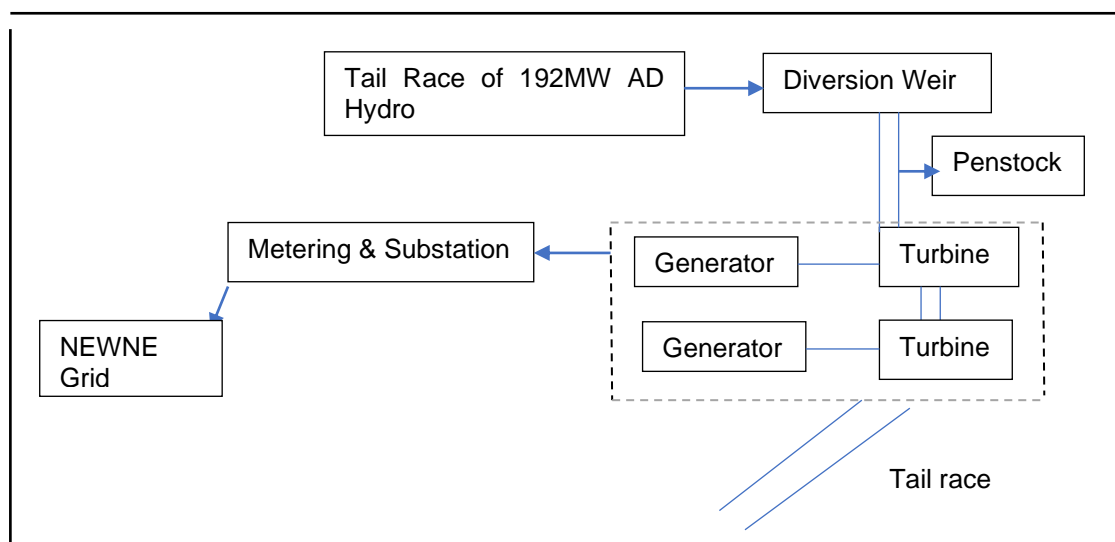 Tail Race of 192MW AD
Hydro
Diversion Weir
Penstock
Metering & Substation
Generator
Turbine
NEWNE
Grid
Generator
Turbine
Tail race